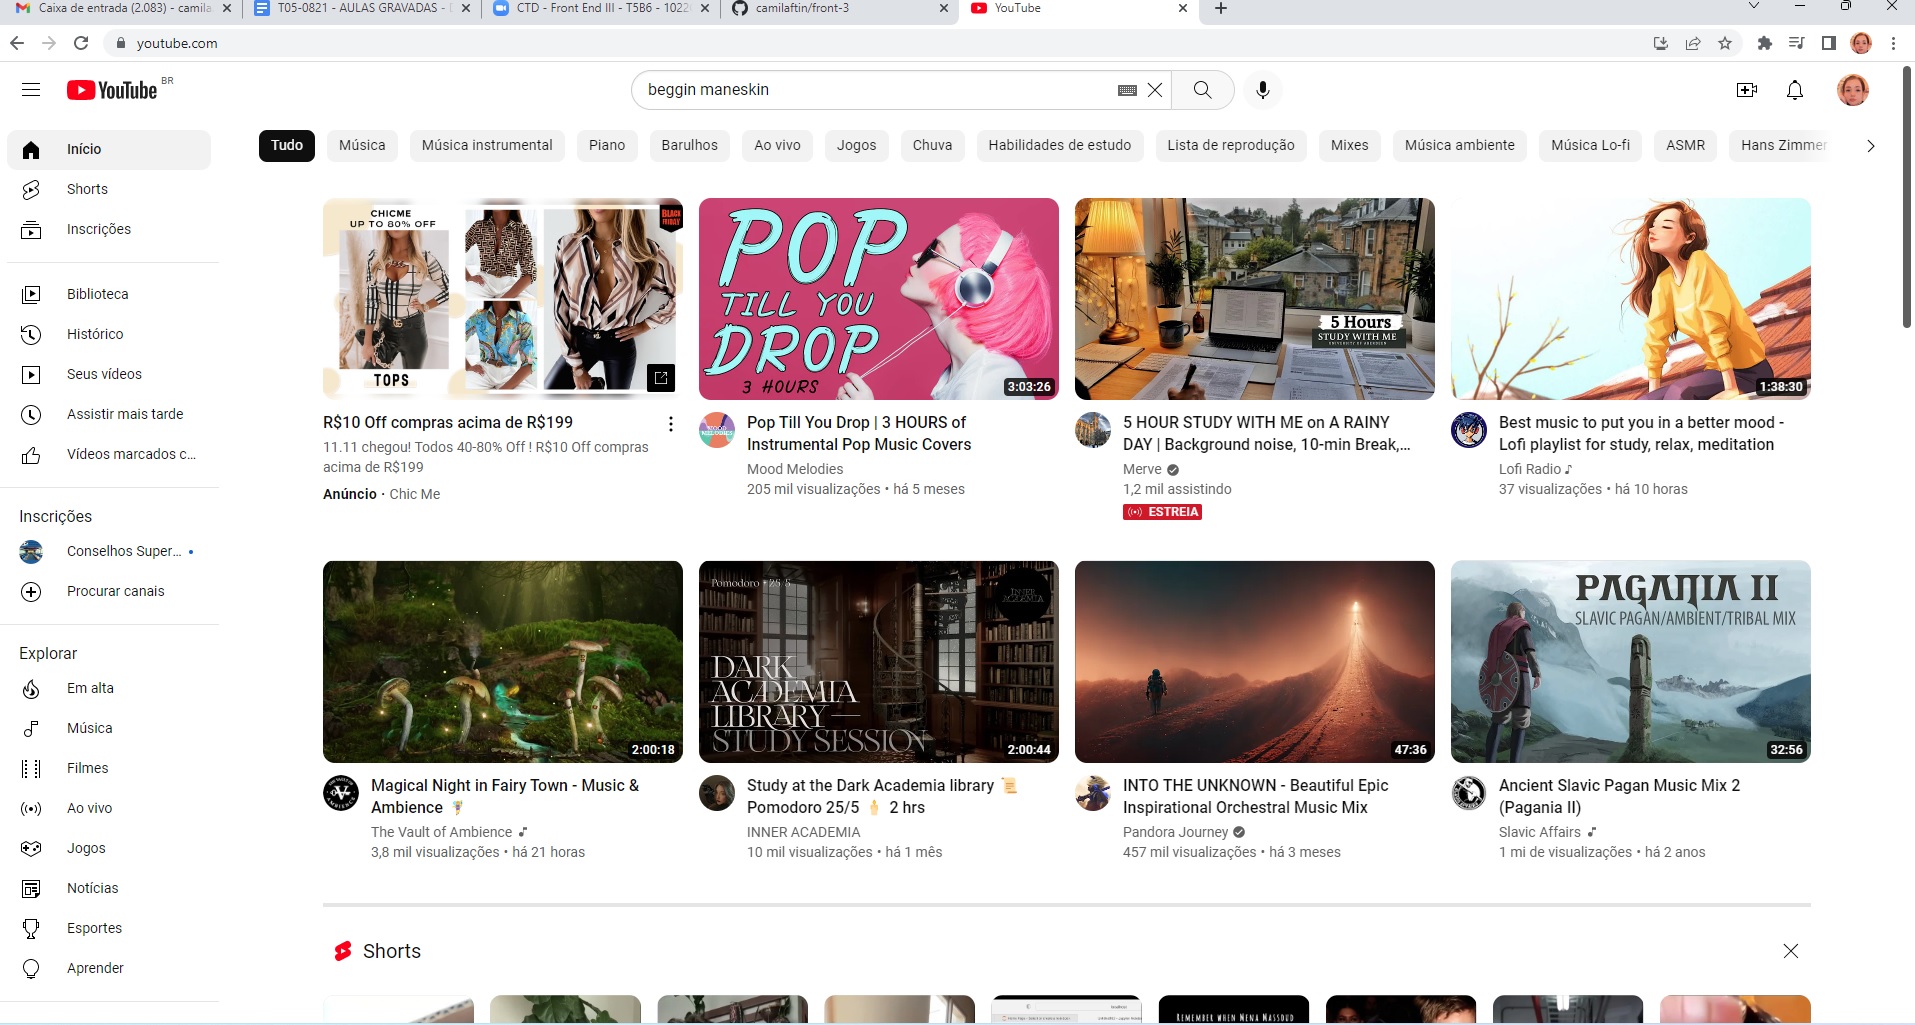 Caixa de entrada (2.083) - camila.
T05-0821 - AULAS GRAVADAS -
CTD - Front End III - T5B6 - 1022
camilaftin/front-3
YouTube
youtube.com
YouTube BR
beggin maneskin
Tudo
Música
Música instrumental
Piano
Barulhos
Ao vivo
Jogos
Chuva
Habilidades de estudo
Lista de reprodução
Mixes
Música ambiente
Música Lo-fi
ASMR
Hans Zimmer
Início
Shorts
Inscrições
Biblioteca
Histórico
Seus vídeos
Assistir mais tarde
Vídeos marcados c...
Inscrições
Conselhos Super...
Procurar canais
Explorar
Em alta
Música
Filmes
Ao vivo
Jogos
Notícias
Esportes
Aprender
CHICME
UP TO 80% OFF
BLACK
FRIDAY
TOPS
R$10 Off compras acima de R$199
11.11 chegou! Todos 40-80% Off ! R$10 Off compras
acima de R$199
Anúncio · Chic Me
POP
TILL YOU
DROP
3 HOURS
3:03:26
Pop Till You Drop | 3 HOURS of
Instrumental Pop Music Covers
Mood Melodies
205 mil visualizações • há 5 meses
5 Hours
STUDY WITH ME
UNIVERSITY OF ABERDEEN
5 HOUR STUDY WITH ME on A RAINY
DAY | Background noise, 10-min Break,...
Merve
1,2 mil assistindo
ESTREIA
1:38:30
Best music to put you in a better mood -
Lofi playlist for study, relax, meditation
Lofi Radio
37 visualizações • há 10 horas
2:00:18
Magical Night in Fairy Town - Music &
Ambience
The Vault of Ambience
3,8 mil visualizações • há 21 horas
Pomodoro • 25/5
INNER
ACADEMIA
DARK
ACADEMIA
LIBRARY —
STUDY SESSION
2:00:44
Study at the Dark Academia library 📜
Pomodoro 25/5 🕯 2 hrs
INNER ACADEMIA
10 mil visualizações • há 1 mês
47:36
INTO THE UNKNOWN - Beautiful Epic
Inspirational Orchestral Music Mix
Pandora Journey
457 mil visualizações • há 3 meses
PAGANIA II
SLAVIC PAGAN/AMBIENT/TRIBAL MIX
32:56
Ancient Slavic Pagan Music Mix 2
(Pagania II)
Slavic Affairs
1 mi de visualizações • há 2 anos
Shorts
REMEMBER WHEN NENA MASSOUD